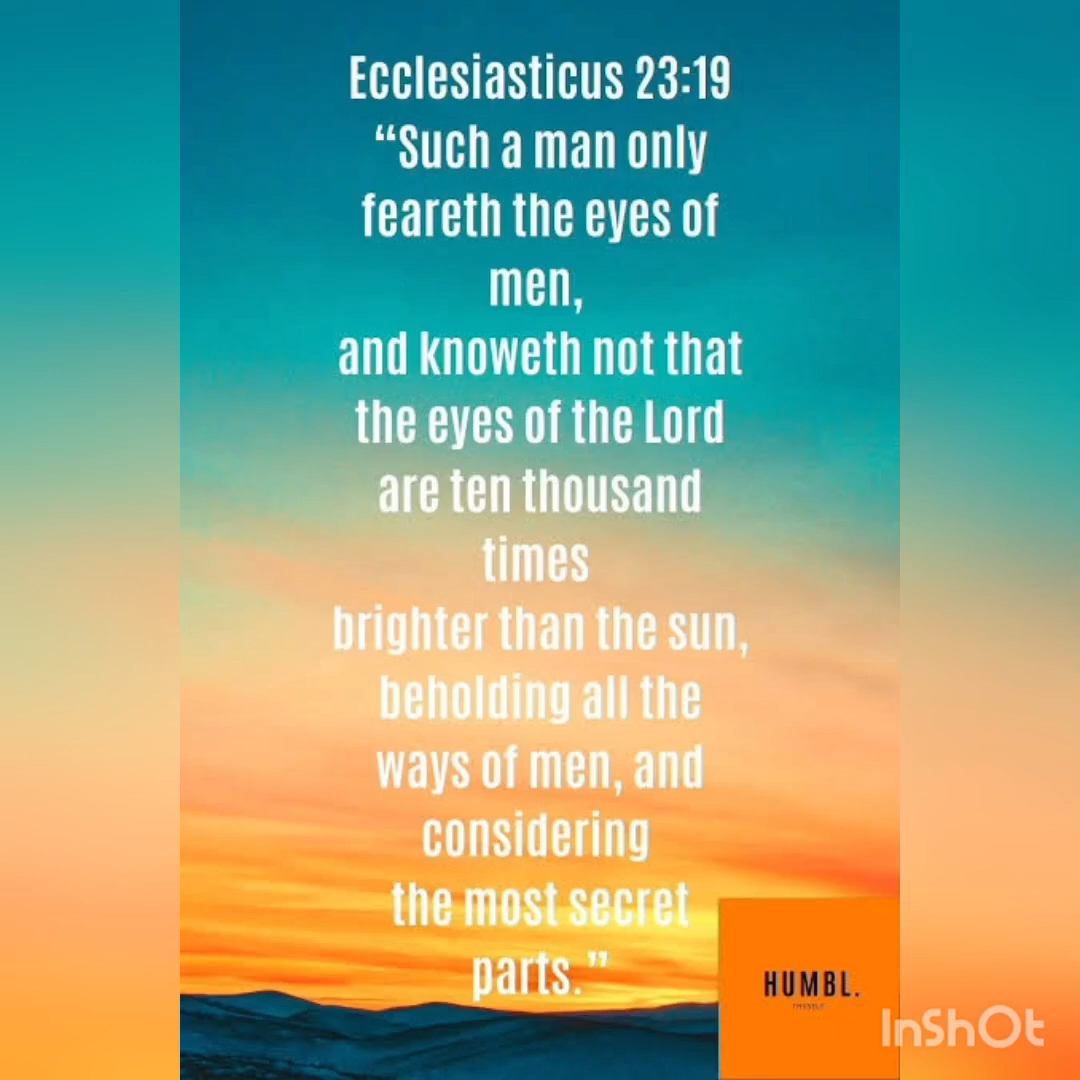 Ecclesiasticus 23:19
“Such a man only
feareth the eyes of
men,
and knoweth not that
the eyes of the Lord
are ten thousand
times
brighter than the sun,
beholding all the
ways of men, and
considering
the most secret
parts.”
HUMBL.
InShOt